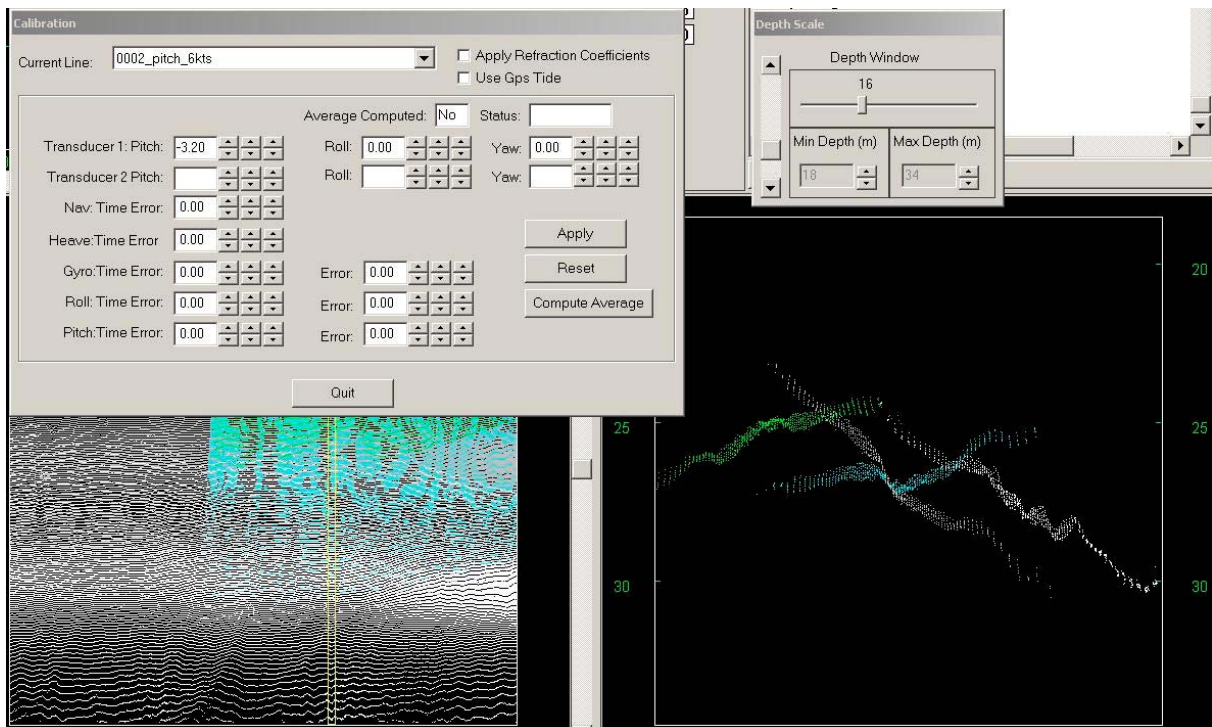 Calibration
Current Line: 0002_pitch_6kts
Apply Refraction Coefficients
Use Gps Tide
Average Computed: No Status:
Transducer 1: Pitch: -3.20 Roll: 0.00 Yaw: 0.00
Transducer 2 Pitch: Roll: Yaw:
Nav: Time Error: 0.00
Heave:Time Error 0.00
Gyro:Time Error: 0.00 Error: 0.00
Roll: Time Error: 0.00 Error: 0.00
Pitch:Time Error: 0.00 Error: 0.00
Apply
Reset
Compute Average
Quit
Depth Scale
Depth Window
16
Min Depth (m) Max Depth (m)
18 34
20
25 25
30 30